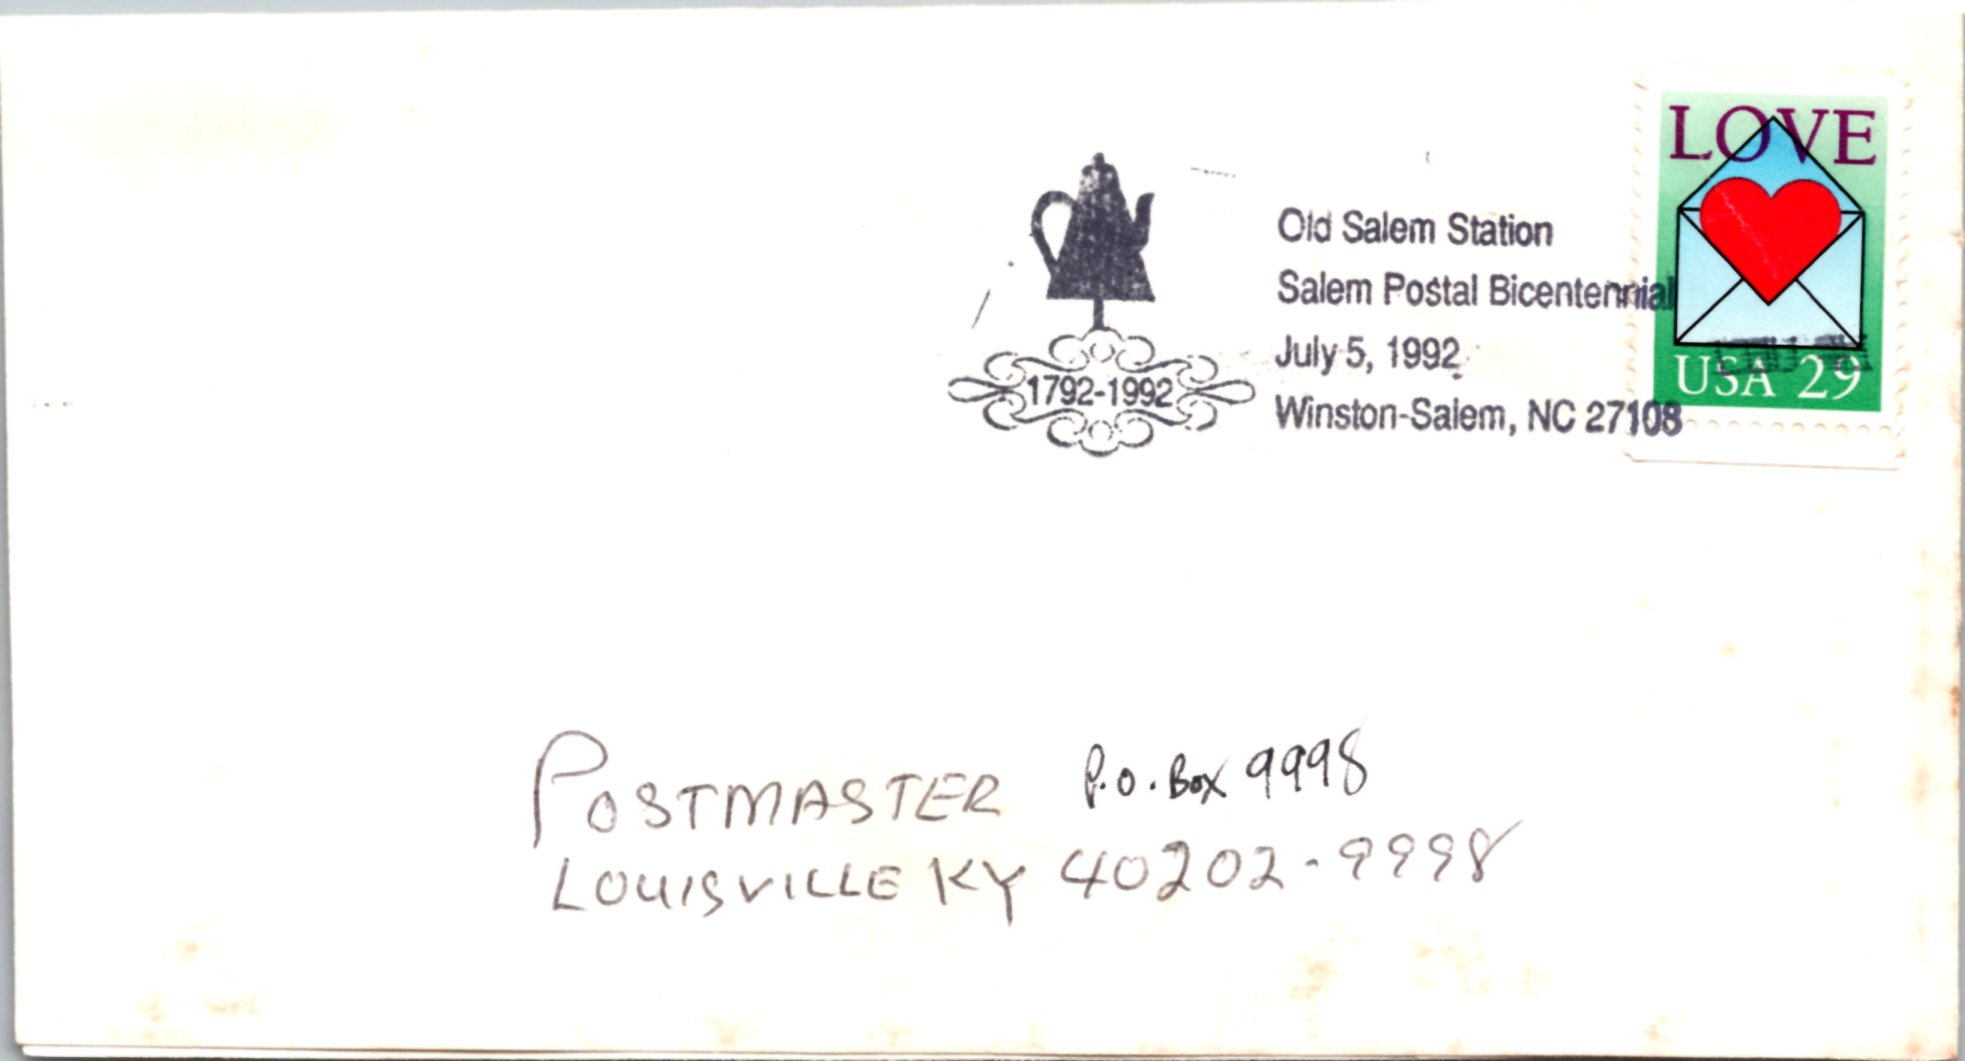 LOVE
Old Salem Station
Salem Postal Bicentennial
July 5, 1992
1792-1992
USA 29
Winston-Salem, NC 27108
POSTMASTER P.O. Box 9998
LOUISVILLE KY 40202-9998